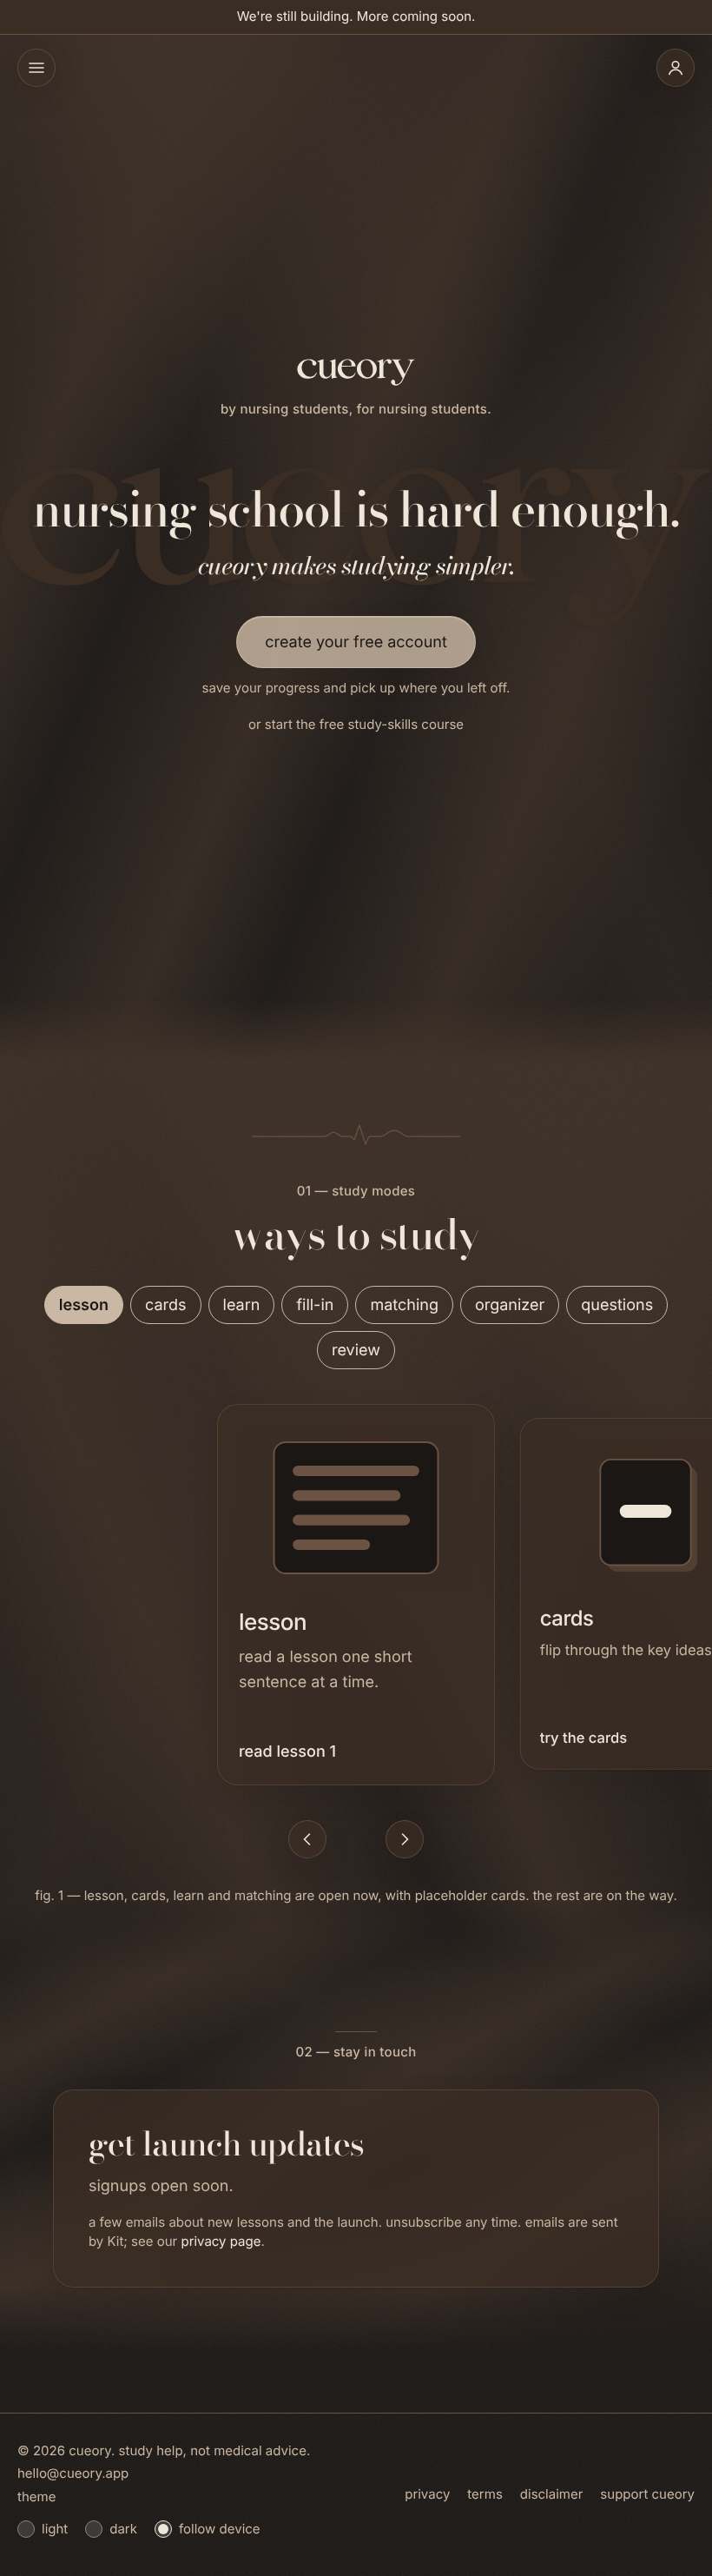 We're still building. More coming soon.
cueory
by nursing students, for nursing students.
cueory
nursing school is hard enough.
cueory makes studying simpler.
create your free account
save your progress and pick up where you left off.
or start the free study-skills course
01 — study modes
ways to study
lesson cards learn fill-in matching organizer questions
review
lesson
read a lesson one short
sentence at a time.
read lesson 1
cards
flip through the key ideas
try the cards
fig. 1 — lesson, cards, learn and matching are open now, with placeholder cards. the rest are on the way.
02 — stay in touch
get launch updates
signups open soon.
a few emails about new lessons and the launch. unsubscribe any time. emails are sent
by Kit; see our privacy page.
© 2026 cueory. study help, not medical advice.
hello@cueory.app
theme
light dark follow device
privacy terms disclaimer support cueory